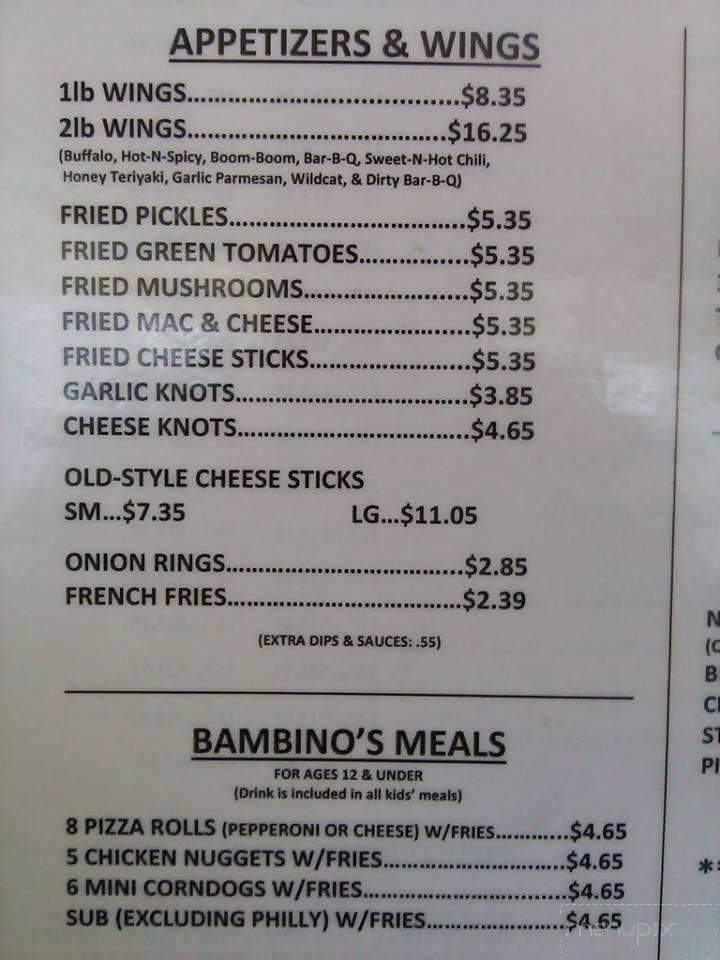 APPETIZERS & WINGS
1lb WINGS.......................................$8.35
2lb WINGS.....................................$16.25
(Buffalo, Hot-N-Spicy, Boom-Boom, Bar-B-Q, Sweet-N-Hot Chili,
Honey Teriyaki, Garlic Parmesan, Wildcat, & Dirty Bar-B-Q)
FRIED PICKLES..................................$5.35
FRIED GREEN TOMATOES................$5.35
FRIED MUSHROOMS........................$5.35
FRIED MAC & CHEESE.......................$5.35
FRIED CHEESE STICKS.......................$5.35
GARLIC KNOTS.................................$3.85
CHEESE KNOTS.................................$4.65
OLD-STYLE CHEESE STICKS
SM...$7.35 LG...$11.05
ONION RINGS..................................$2.85
FRENCH FRIES.................................$2.39
(EXTRA DIPS & SAUCES: .55)
BAMBINO'S MEALS
FOR AGES 12 & UNDER
(Drink is included in all kids' meals)
8 PIZZA ROLLS (PEPPERONI OR CHEESE) W/FRIES...........$4.65
5 CHICKEN NUGGETS W/FRIES..........................$4.65
6 MINI CORNDOGS W/FRIES.............................$4.65
SUB (EXCLUDING PHILLY) W/FRIES....................$4.65
menupix